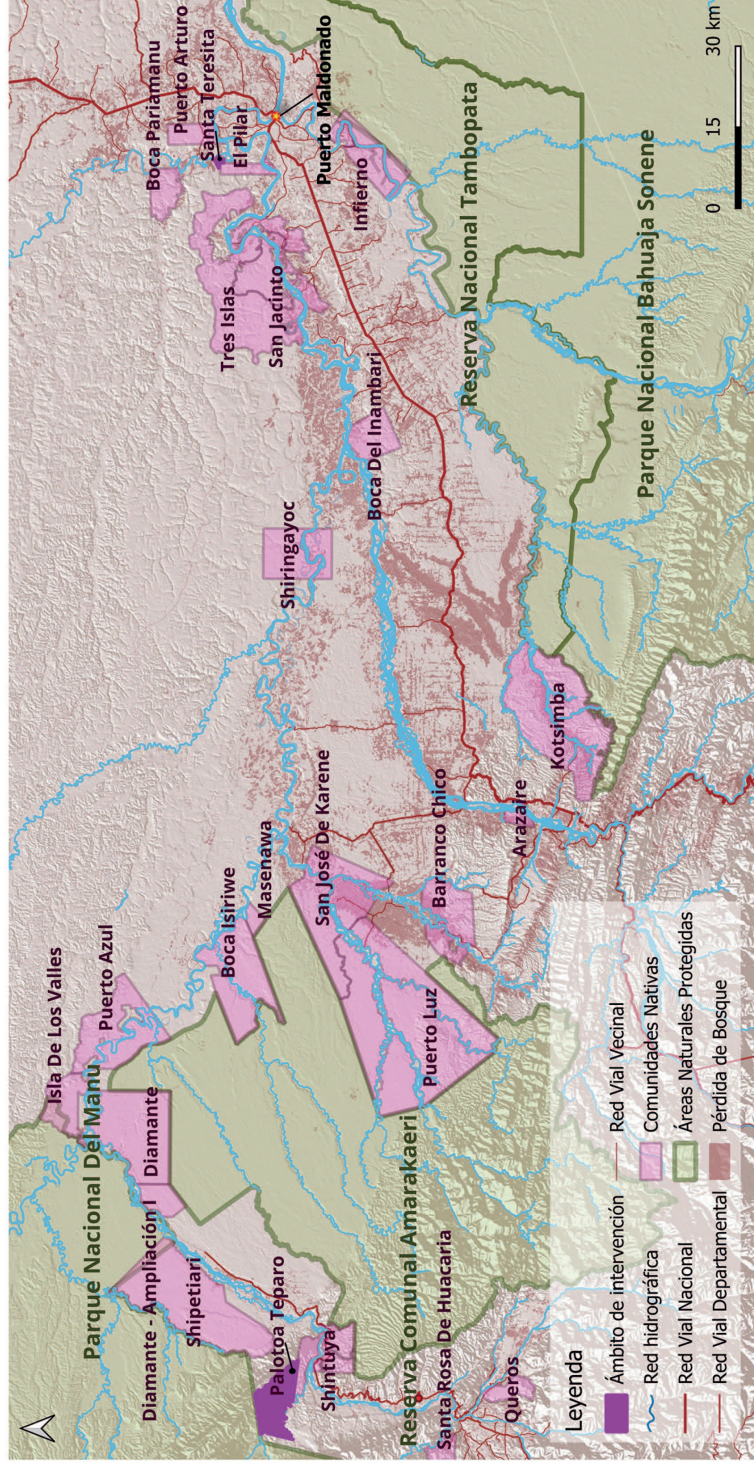 Isla De Los Valles
Puerto Azul
Parque Nacional Del Manu
Diamante
Diamante - Ampliación I
Shipetiari
Palotoa Teparo
Shintuya
Reserva Comunal Amarakaeri
Santa Rosa De Huacaria
Queros
Boca Isiriwe
Masenawa
San José De Karene
Puerto Luz
Barranco Chico
Arazaire
Kotsimba
Shiringayoc
Boca Del Inambari
Tres Islas
San Jacinto
Boca Pariamanu
Puerto Arturo
Santa Teresita
El Pilar
Puerto Maldonado
Infierno
Reserva Nacional Tambopata
Parque Nacional Bahuaja Sonene
Leyenda
Ámbito de intervención
Red hidrográfica
Red Vial Nacional
Red Vial Departamental
Red Vial Vecinal
Comunidades Nativas
Áreas Naturales Protegidas
Pérdida de Bosque
0 15 30 km